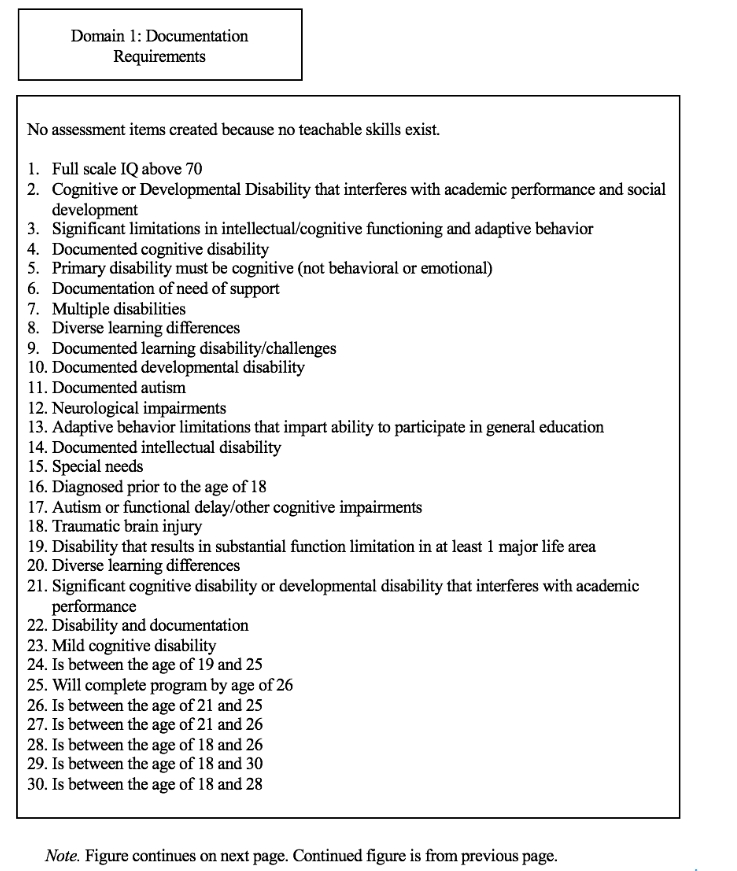 Domain 1: Documentation
Requirements
No assessment items created because no teachable skills exist.
1. Full scale IQ above 70
2. Cognitive or Developmental Disability that interferes with academic performance and social
development
3. Significant limitations in intellectual/cognitive functioning and adaptive behavior
4. Documented cognitive disability
5. Primary disability must be cognitive (not behavioral or emotional)
6. Documentation of need of support
7. Multiple disabilities
8. Diverse learning differences
9. Documented learning disability/challenges
10. Documented developmental disability
11. Documented autism
12. Neurological impairments
13. Adaptive behavior limitations that impart ability to participate in general education
14. Documented intellectual disability
15. Special needs
16. Diagnosed prior to the age of 18
17. Autism or functional delay/other cognitive impairments
18. Traumatic brain injury
19. Disability that results in substantial function limitation in at least 1 major life area
20. Diverse learning differences
21. Significant cognitive disability or developmental disability that interferes with academic
performance
22. Disability and documentation
23. Mild cognitive disability
24. Is between the age of 19 and 25
25. Will complete program by age of 26
26. Is between the age of 21 and 25
27. Is between the age of 21 and 26
28. Is between the age of 18 and 26
29. Is between the age of 18 and 30
30. Is between the age of 18 and 28
Note. Figure continues on next page. Continued figure is from previous page.